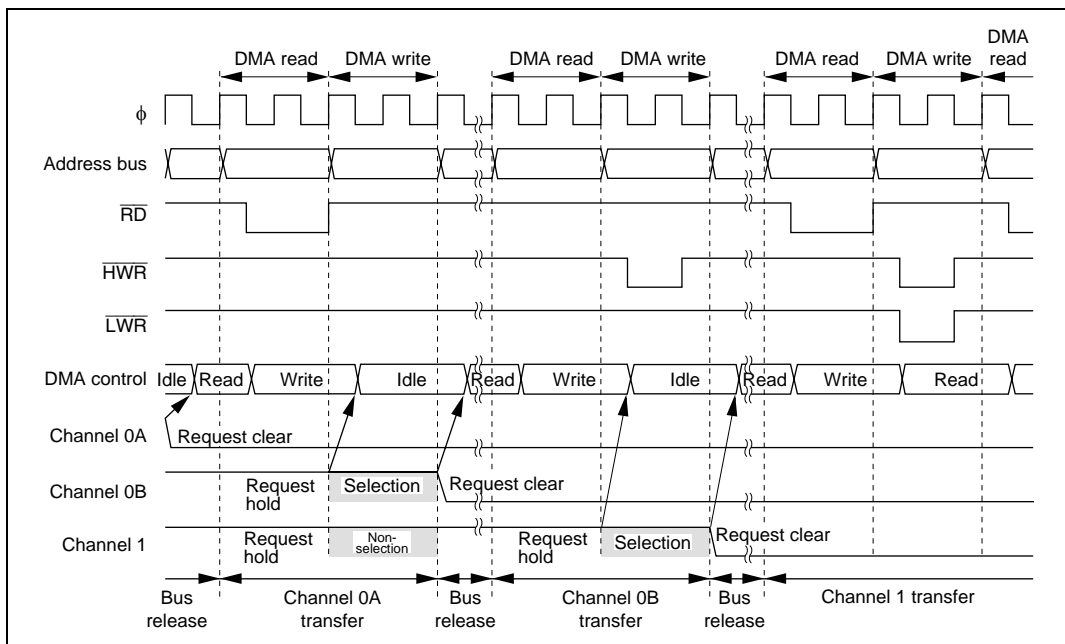 DMA
DMA read DMA write DMA read DMA write DMA read DMA write read
ϕ
Address bus
RD
HWR
LWR
DMA control Idle Read Write Idle Read Write Idle Read Write Read
Channel 0A Request clear
Channel 0B Request hold Selection Request clear
Channel 1 Request hold Non-selection Request hold Selection Request clear
Bus release Channel 0A transfer Bus release Channel 0B transfer Bus release Channel 1 transfer